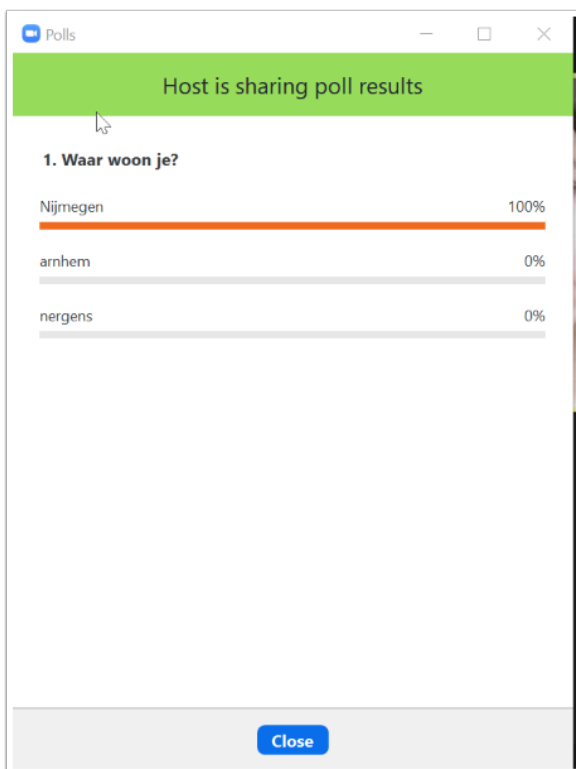 Polls
Host is sharing poll results
1. Waar woon je?
Nijmegen 100%
arnhem 0%
nergens 0%
Close